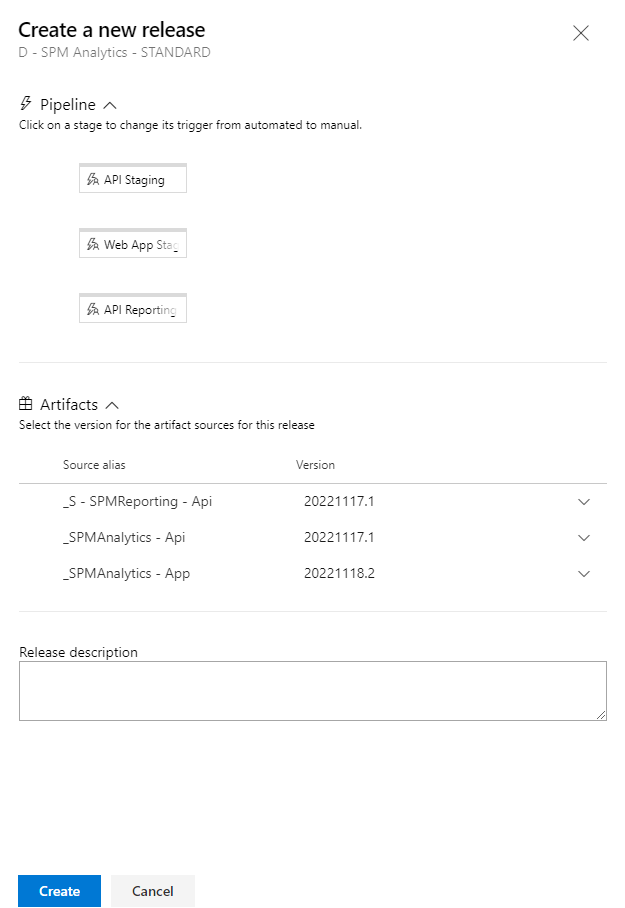 Create a new release
D - SPM Analytics - STANDARD
Pipeline
Click on a stage to change its trigger from automated to manual.
API Staging
Web App Stag
API Reporting
Artifacts
Select the version for the artifact sources for this release
Source alias Version
_S - SPMReporting - Api 20221117.1
_SPMAnalytics - Api 20221117.1
_SPMAnalytics - App 20221118.2
Release description
Create Cancel